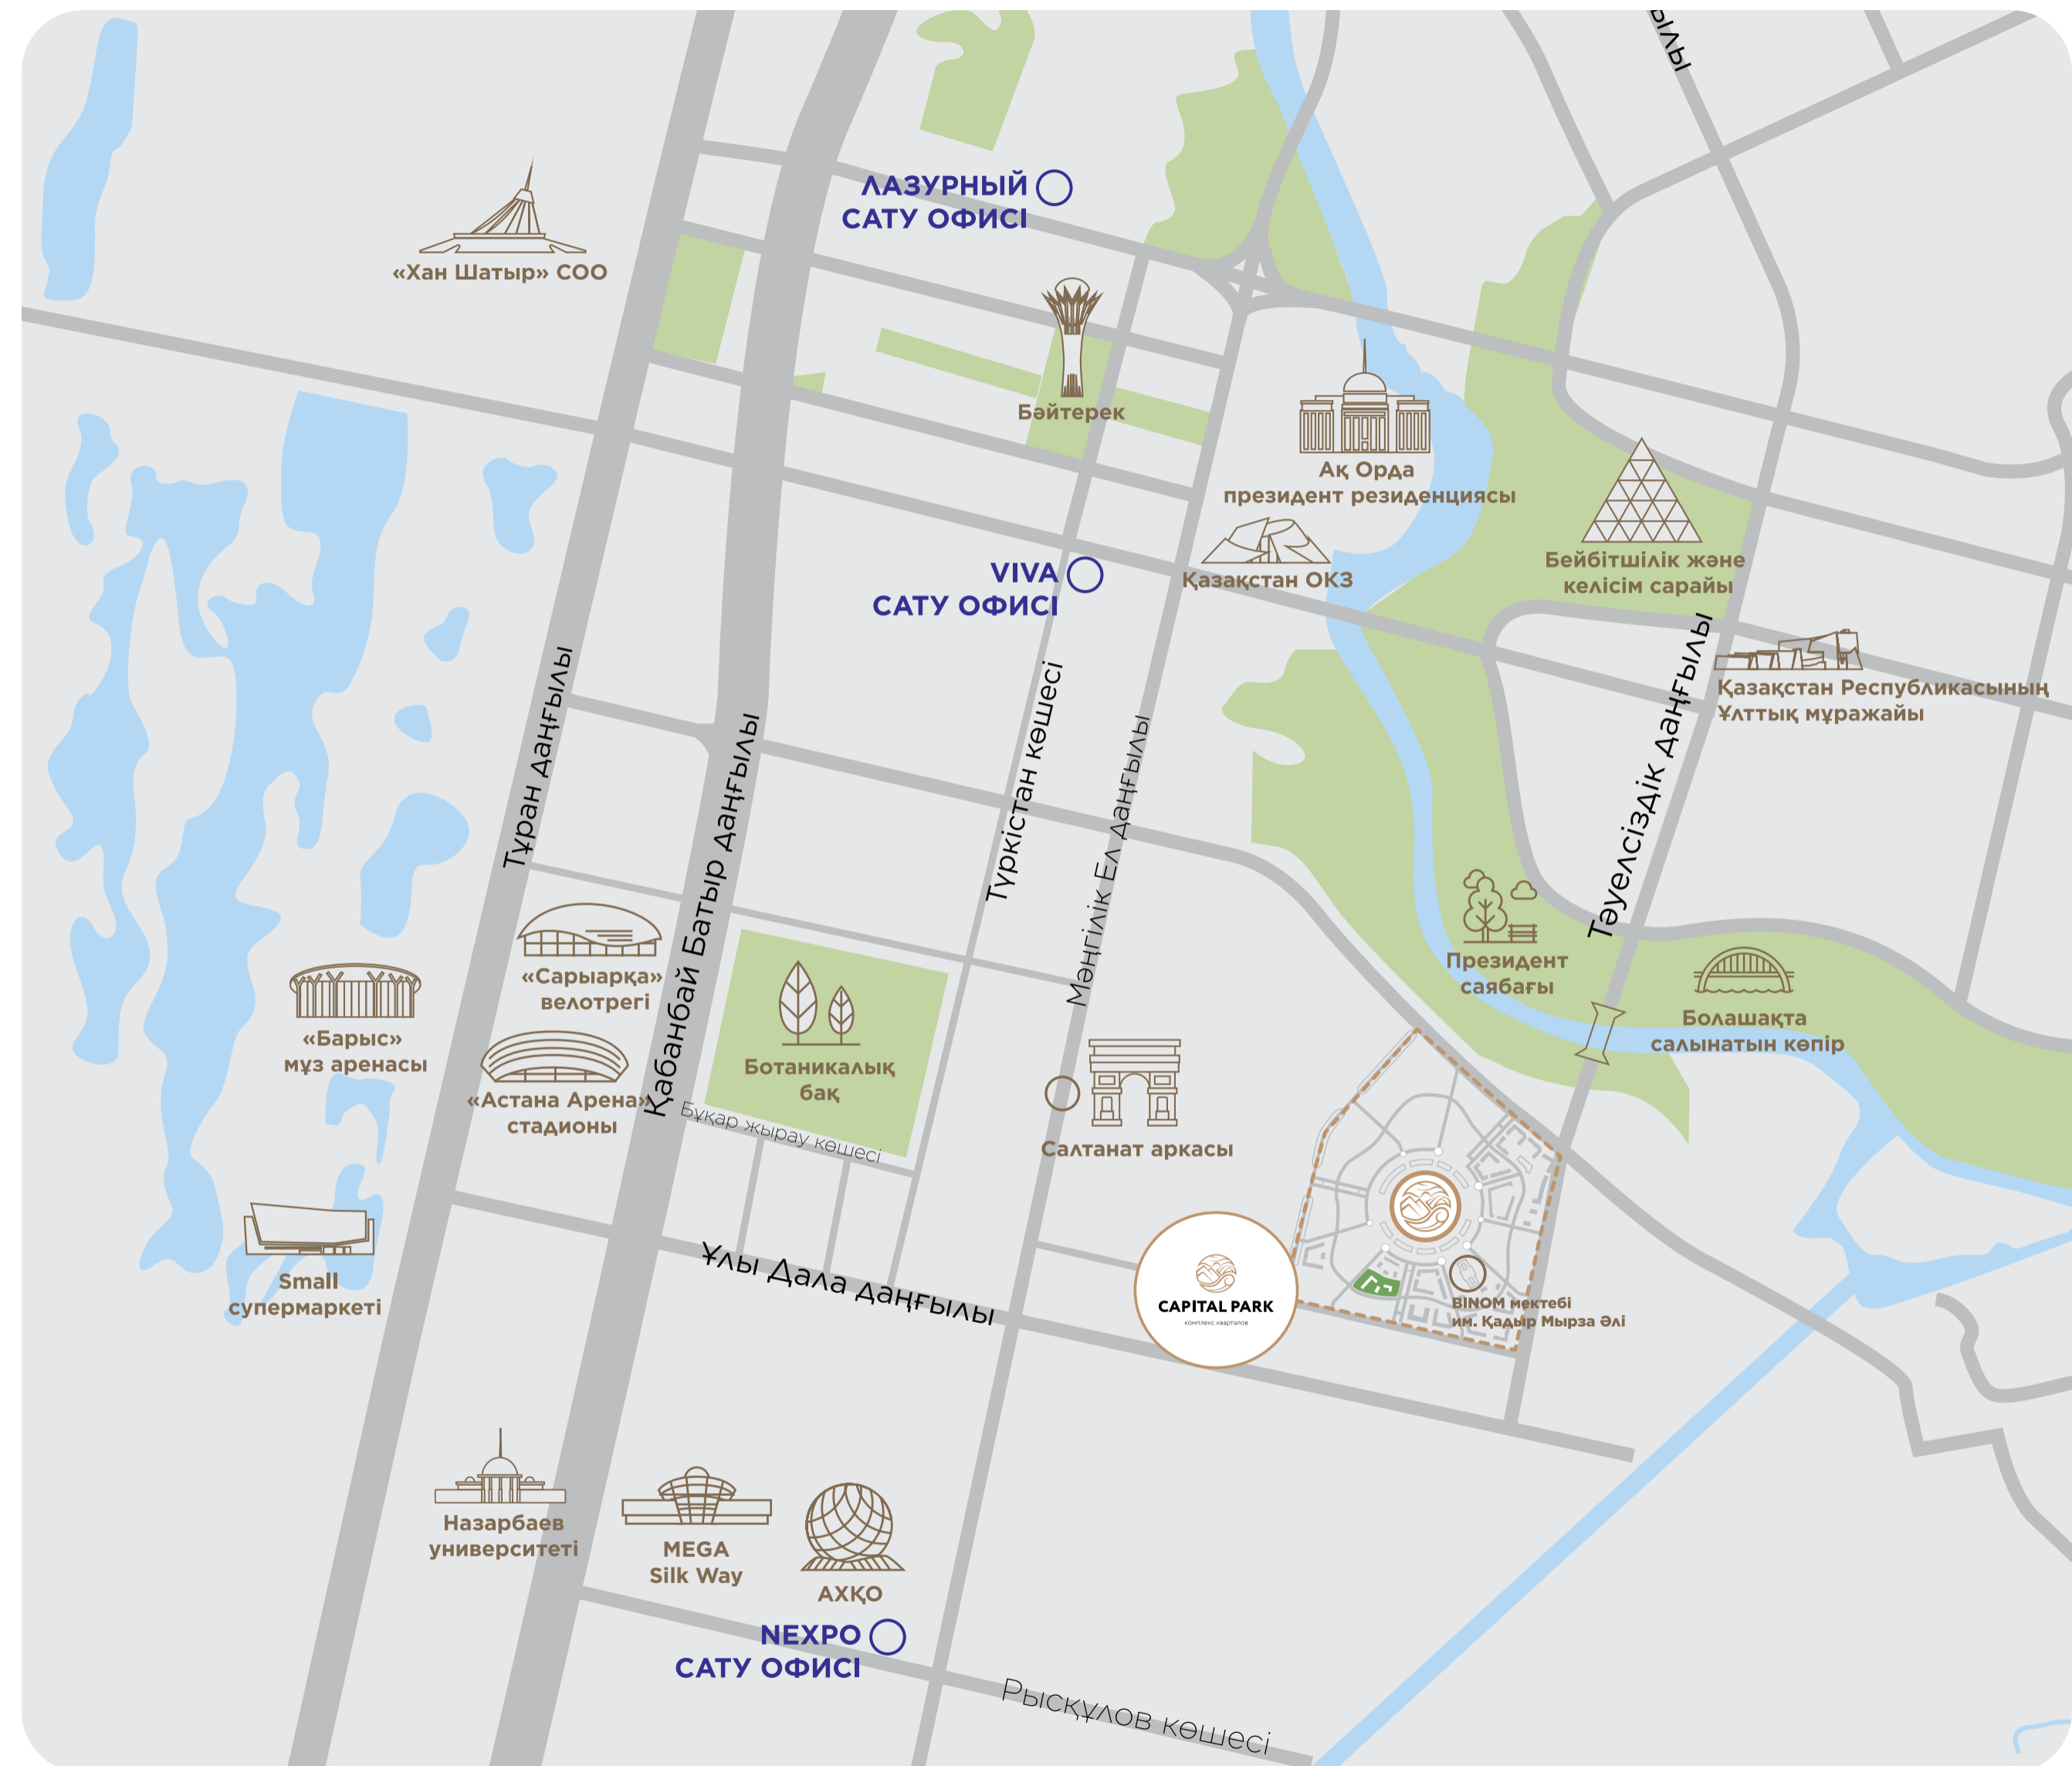 ЫЛЫ
ЛАЗУРНЫЙ
САТУ ОФИСІ
«Хан Шатыр» СОО
Бәйтерек
Ақ Орда
президент резиденциясы
Қазақстан ОКЗ
Бейбітшілік және
келісім сарайы
VIVA
САТУ ОФИСІ
Қазақстан Республикасының
Ұлттық мұражайы
Тұран даңғылы
Қабанбай Батыр даңғылы
Түркістан көшесі
Мәңгілік Ел даңғылы
Тәуелсіздік даңғылы
«Сарыарқа»
велотрегі
«Барыс»
мұз аренасы
«Астана Арена»
стадионы
Ботаникалық
бақ
Бұқар жырау көшесі
Президент
саябағы
Болашақта
салынатын көпір
Салтанат аркасы
Small
супермаркеті
Ұлы Дала даңғылы
CAPITAL PARK
комплекс кварталов
BINOM мектебі
им. Қадыр Мырза Әлі
Назарбаев
университеті
MEGA
Silk Way
АХҚО
NEXPO
САТУ ОФИСІ
Рысқұлов көшесі